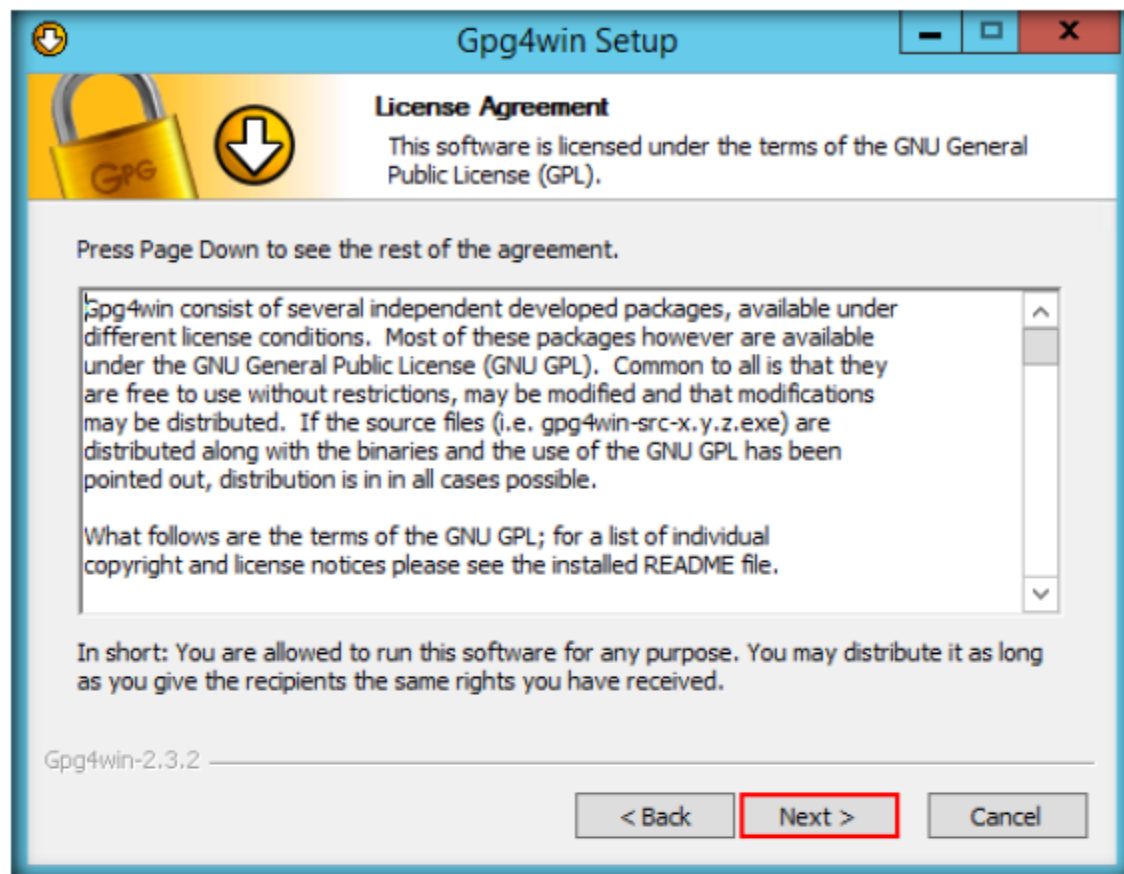 Gpg4win Setup
GPG
License Agreement
This software is licensed under the terms of the GNU General
Public License (GPL).
Press Page Down to see the rest of the agreement.
Gpg4win consist of several independent developed packages, available under
different license conditions.  Most of these packages however are available
under the GNU General Public License (GNU GPL).  Common to all is that they
are free to use without restrictions, may be modified and that modifications
may be distributed.  If the source files (i.e. gpg4win-src-x.y.z.exe) are
distributed along with the binaries and the use of the GNU GPL has been
pointed out, distribution is in in all cases possible.
What follows are the terms of the GNU GPL; for a list of individual
copyright and license notices please see the installed README file.
In short: You are allowed to run this software for any purpose. You may distribute it as long
as you give the recipients the same rights you have received.
Gpg4win-2.3.2
< Back Next > Cancel